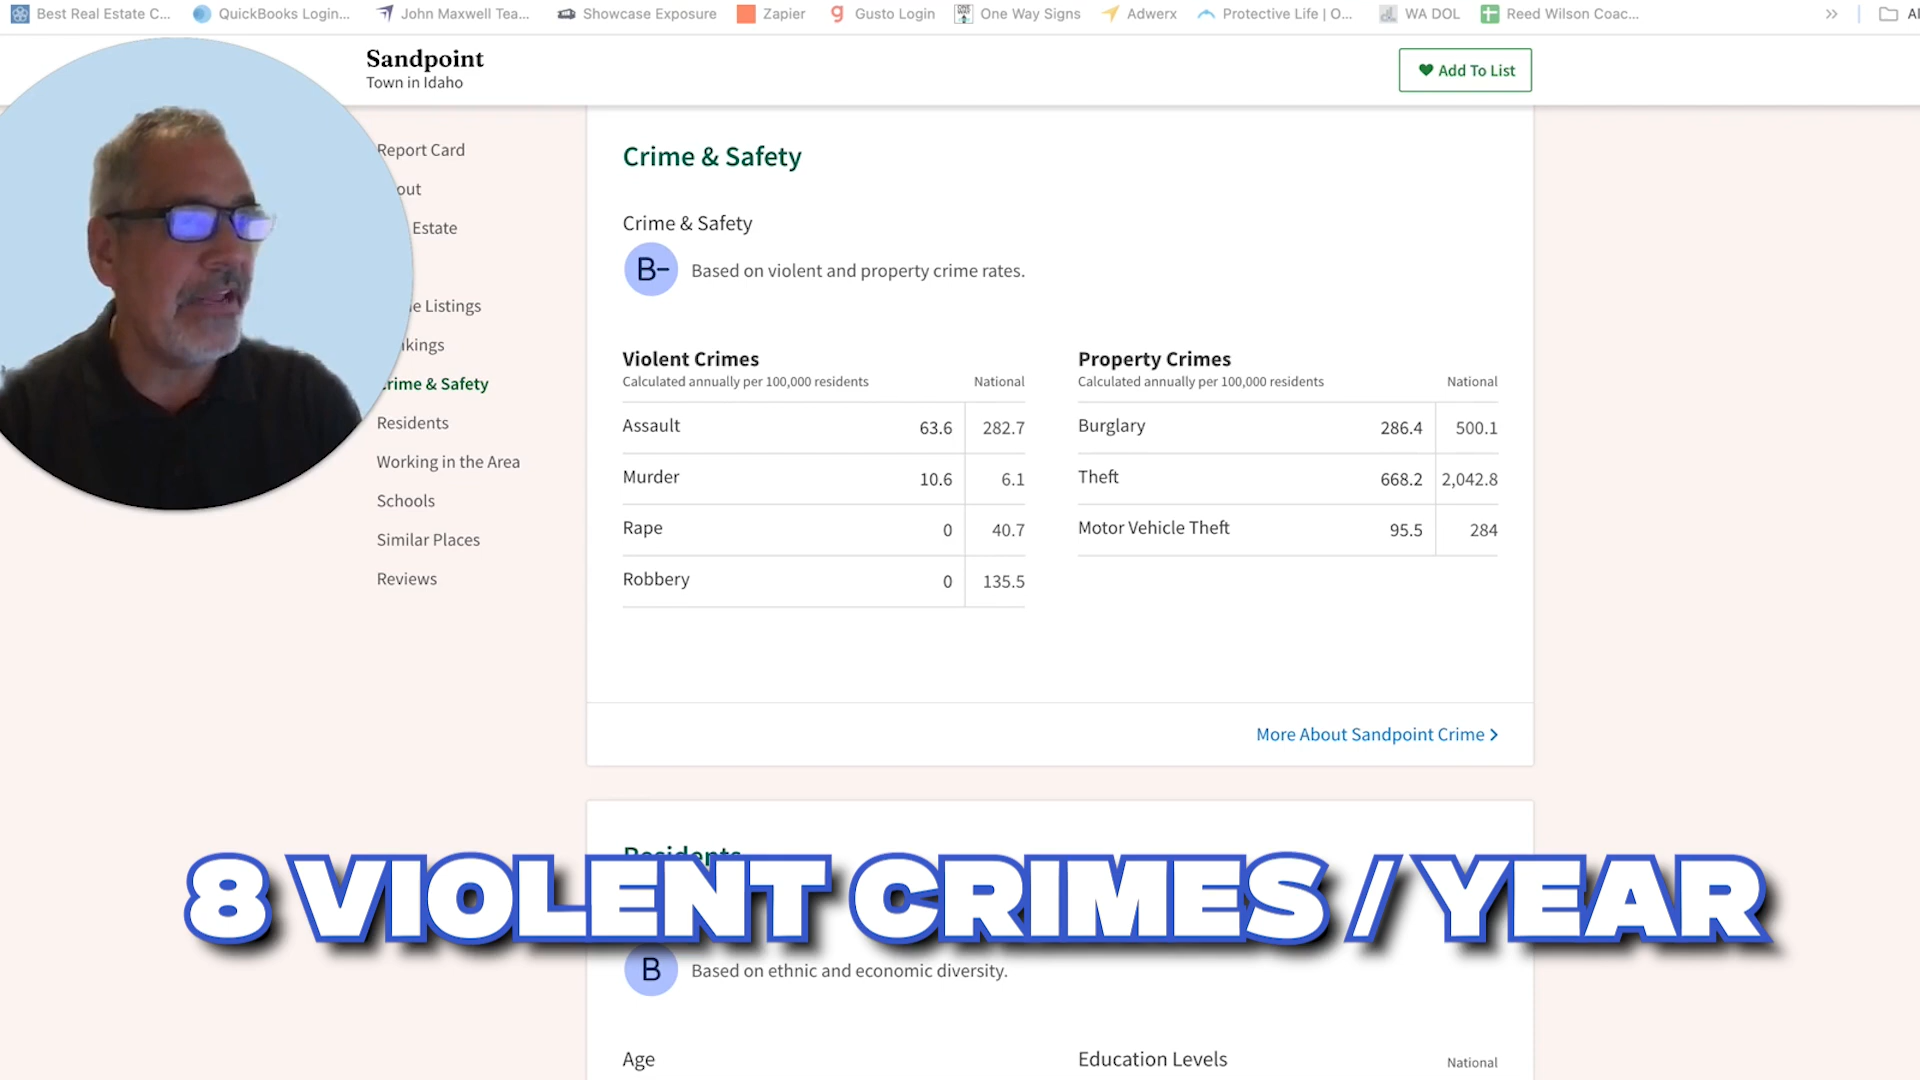 Best Real Estate C...
QuickBooks Login...
John Maxwell Tea...
Showcase Exposure
Zapier
Gusto Login
One Way Signs
Adwerx
Protective Life | O...
WA DOL
Reed Wilson Coac...
Sandpoint
Town in Idaho
Add To List
Report Card
out
Estate
e Listings
kings
Crime & Safety
Residents
Working in the Area
Schools
Similar Places
Reviews
Crime & Safety
Crime & Safety
B-
Based on violent and property crime rates.
Violent Crimes
Calculated annually per 100,000 residents National
Assault 63.6 282.7
Murder 10.6 6.1
Rape 0 40.7
Robbery 0 135.5
Property Crimes
Calculated annually per 100,000 residents National
Burglary 286.4 500.1
Theft 668.2 2,042.8
Motor Vehicle Theft 95.5 284
More About Sandpoint Crime
Residents
8 VIOLENT CRIMES / YEAR
B
Based on ethnic and economic diversity.
Age
Education Levels National